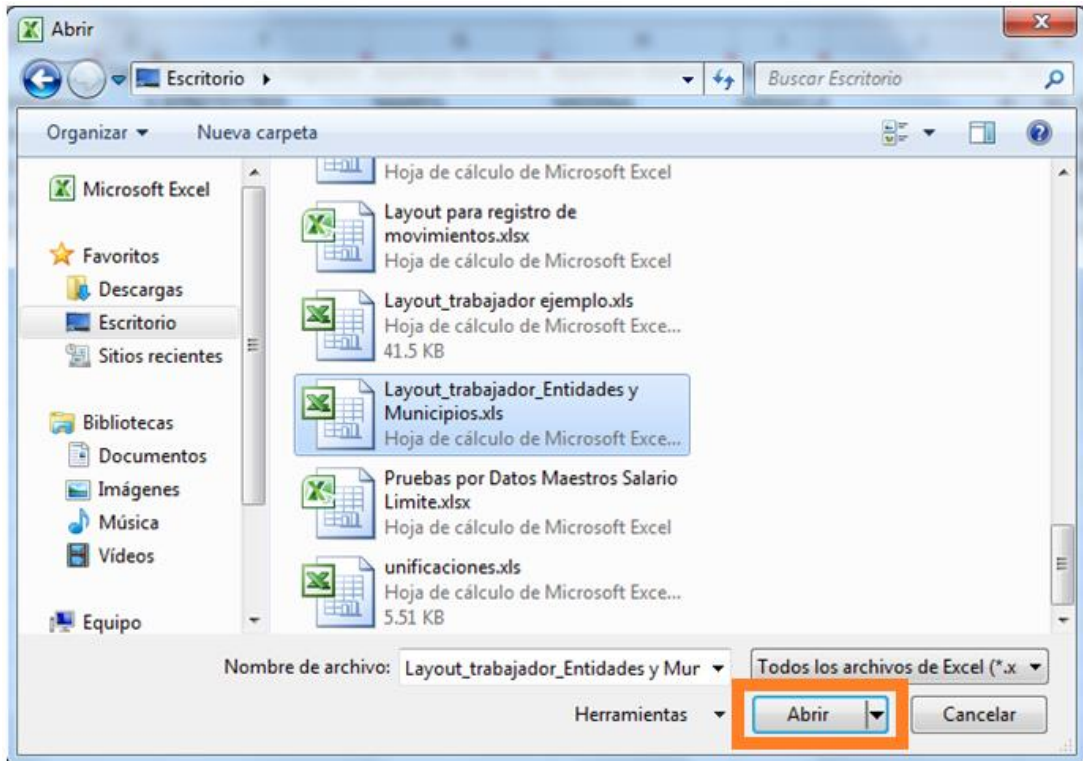 Abrir
Escritorio
Buscar Escritorio
Organizar
Nueva carpeta
Microsoft Excel
Favoritos
Descargas
Escritorio
Sitios recientes
Bibliotecas
Documentos
Imágenes
Música
Vídeos
Equipo
Hoja de cálculo de Microsoft Excel
Layout para registro de
movimientos.xlsx
Hoja de cálculo de Microsoft Excel
Layout_trabajador ejemplo.xls
Hoja de cálculo de Microsoft Exce...
41.5 KB
Layout_trabajador_Entidades y
Municipios.xls
Hoja de cálculo de Microsoft Exce...
Pruebas por Datos Maestros Salario
Limite.xlsx
Hoja de cálculo de Microsoft Excel
unificaciones.xls
Hoja de cálculo de Microsoft Exce...
5.51 KB
Nombre de archivo: Layout_trabajador_Entidades y Mur
Todos los archivos de Excel (*.x
Herramientas
Abrir
Cancelar